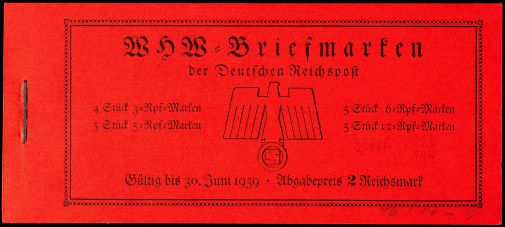 WHW=Briefmarken
der Deutschen Reichspost
4 Stück 3=Rpf=Marken
5 Stück 5=Rpf=Marken
5 Stück 6=Rpf=Marken
5 Stück 12=Rpf=Marken
Gültig bis 30. Juni 1939 · Abgabepreis 2 Reichsmark